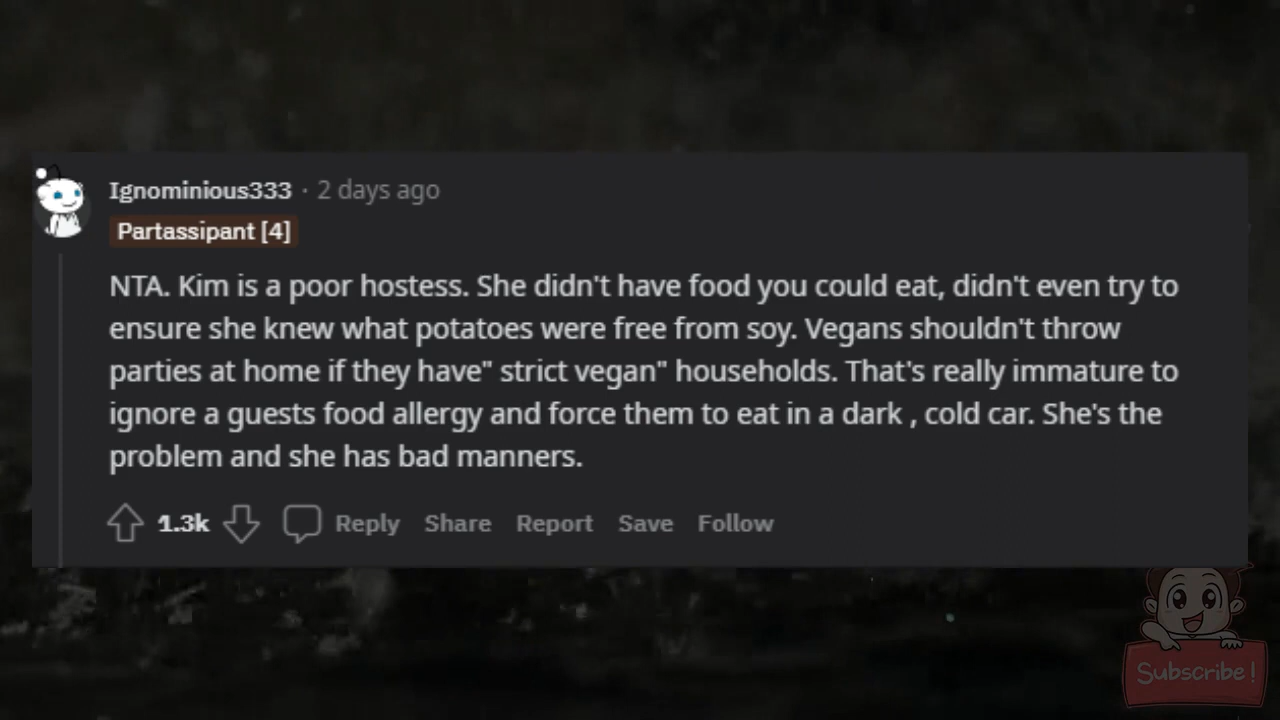 Ignominious333 · 2 days ago
Partassipant [4]
NTA. Kim is a poor hostess. She didn't have food you could eat, didn't even try to
ensure she knew what potatoes were free from soy. Vegans shouldn't throw
parties at home if they have" strict vegan" households. That's really immature to
ignore a guests food allergy and force them to eat in a dark , cold car. She's the
problem and she has bad manners.
1.3k Reply Share Report Save Follow
Subscribe!